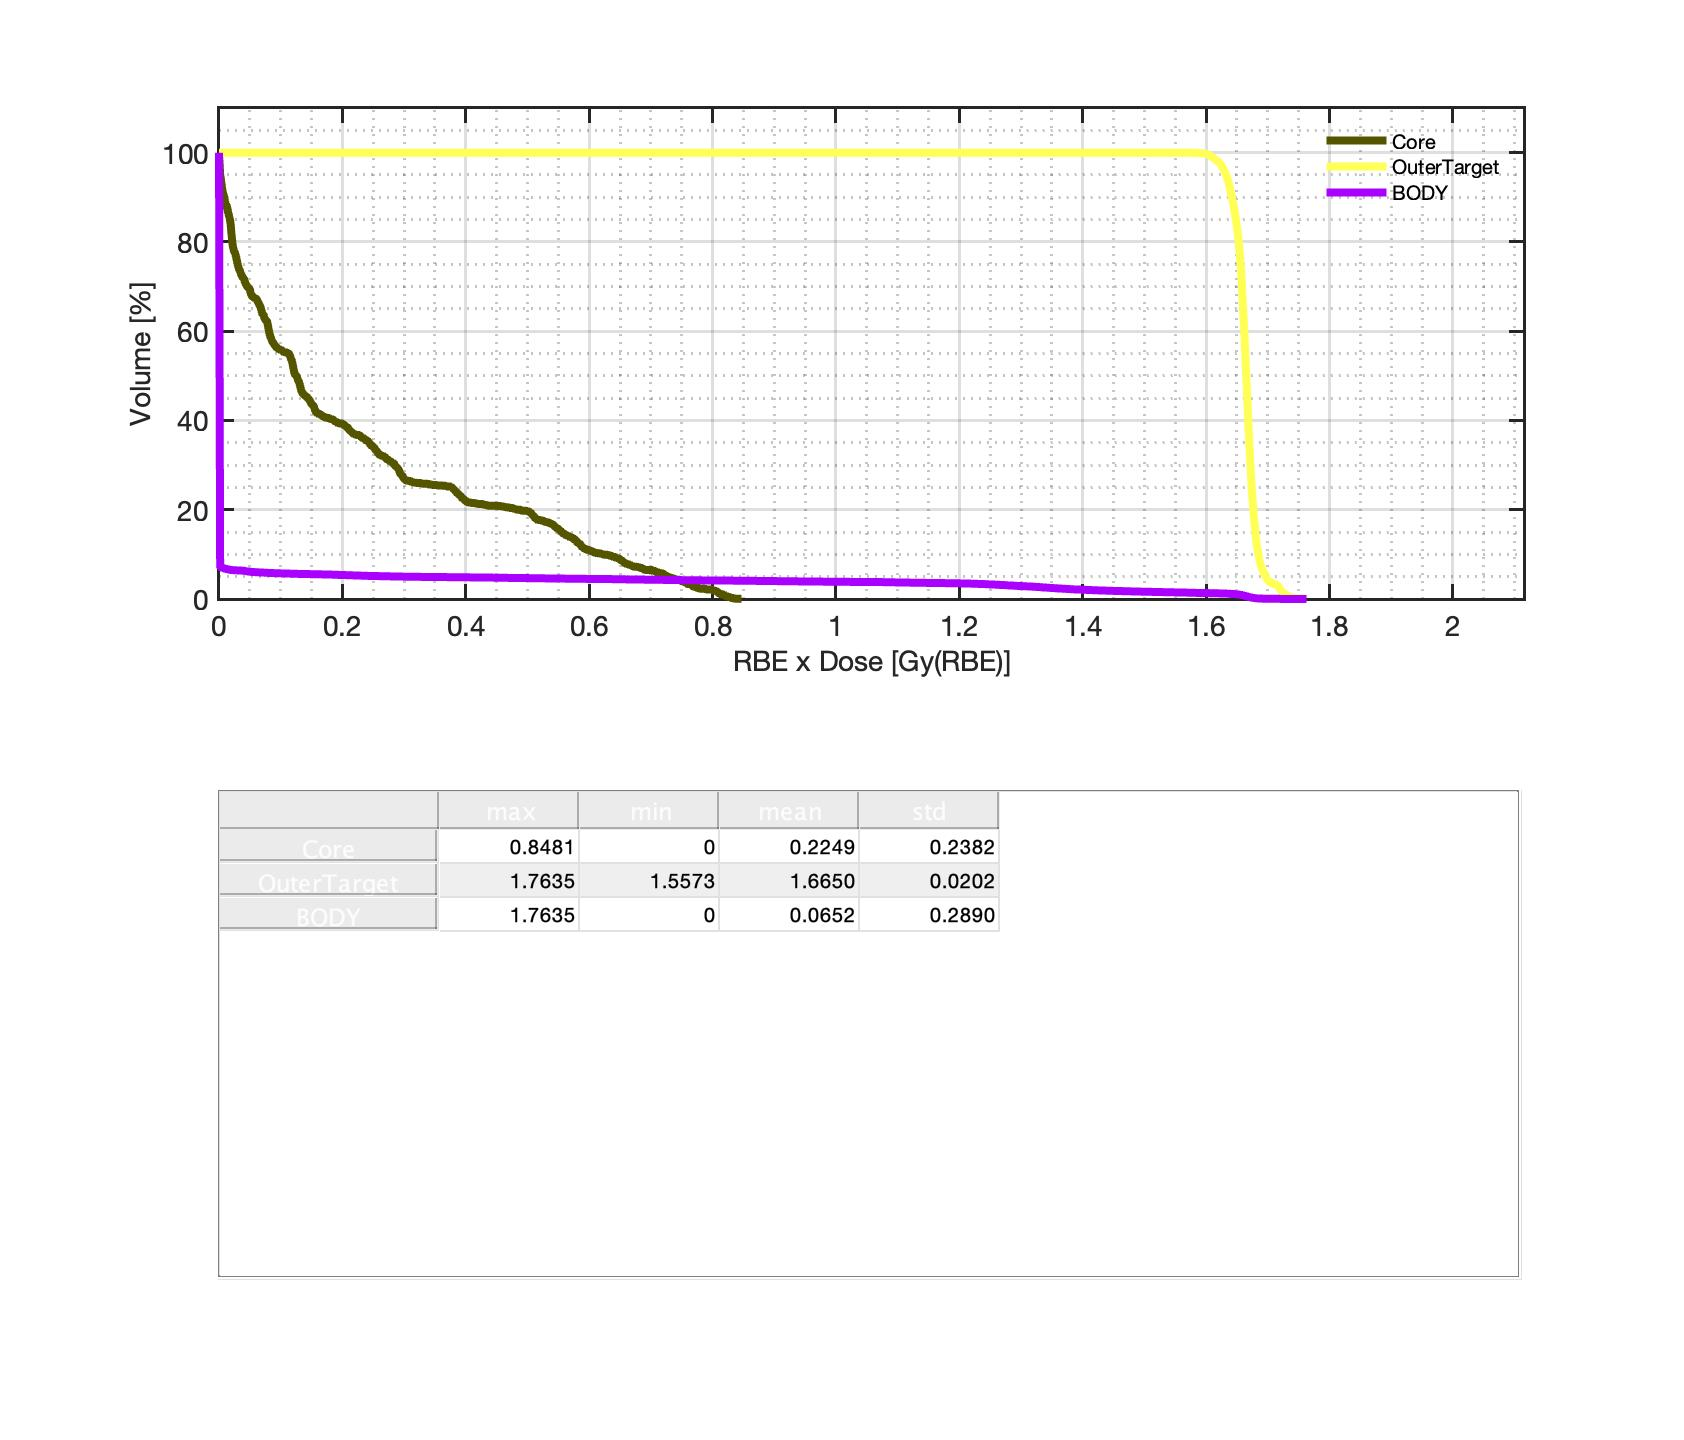 Core
OuterTarget
BODY
100
80
60
40
20
0
Volume [%]
0 0.2 0.4 0.6 0.8 1 1.2 1.4 1.6 1.8 2
RBE x Dose [Gy(RBE)]
max min mean std
Core 0.8481 0 0.2249 0.2382
OuterTarget 1.7635 1.5573 1.6650 0.0202
BODY 1.7635 0 0.0652 0.2890